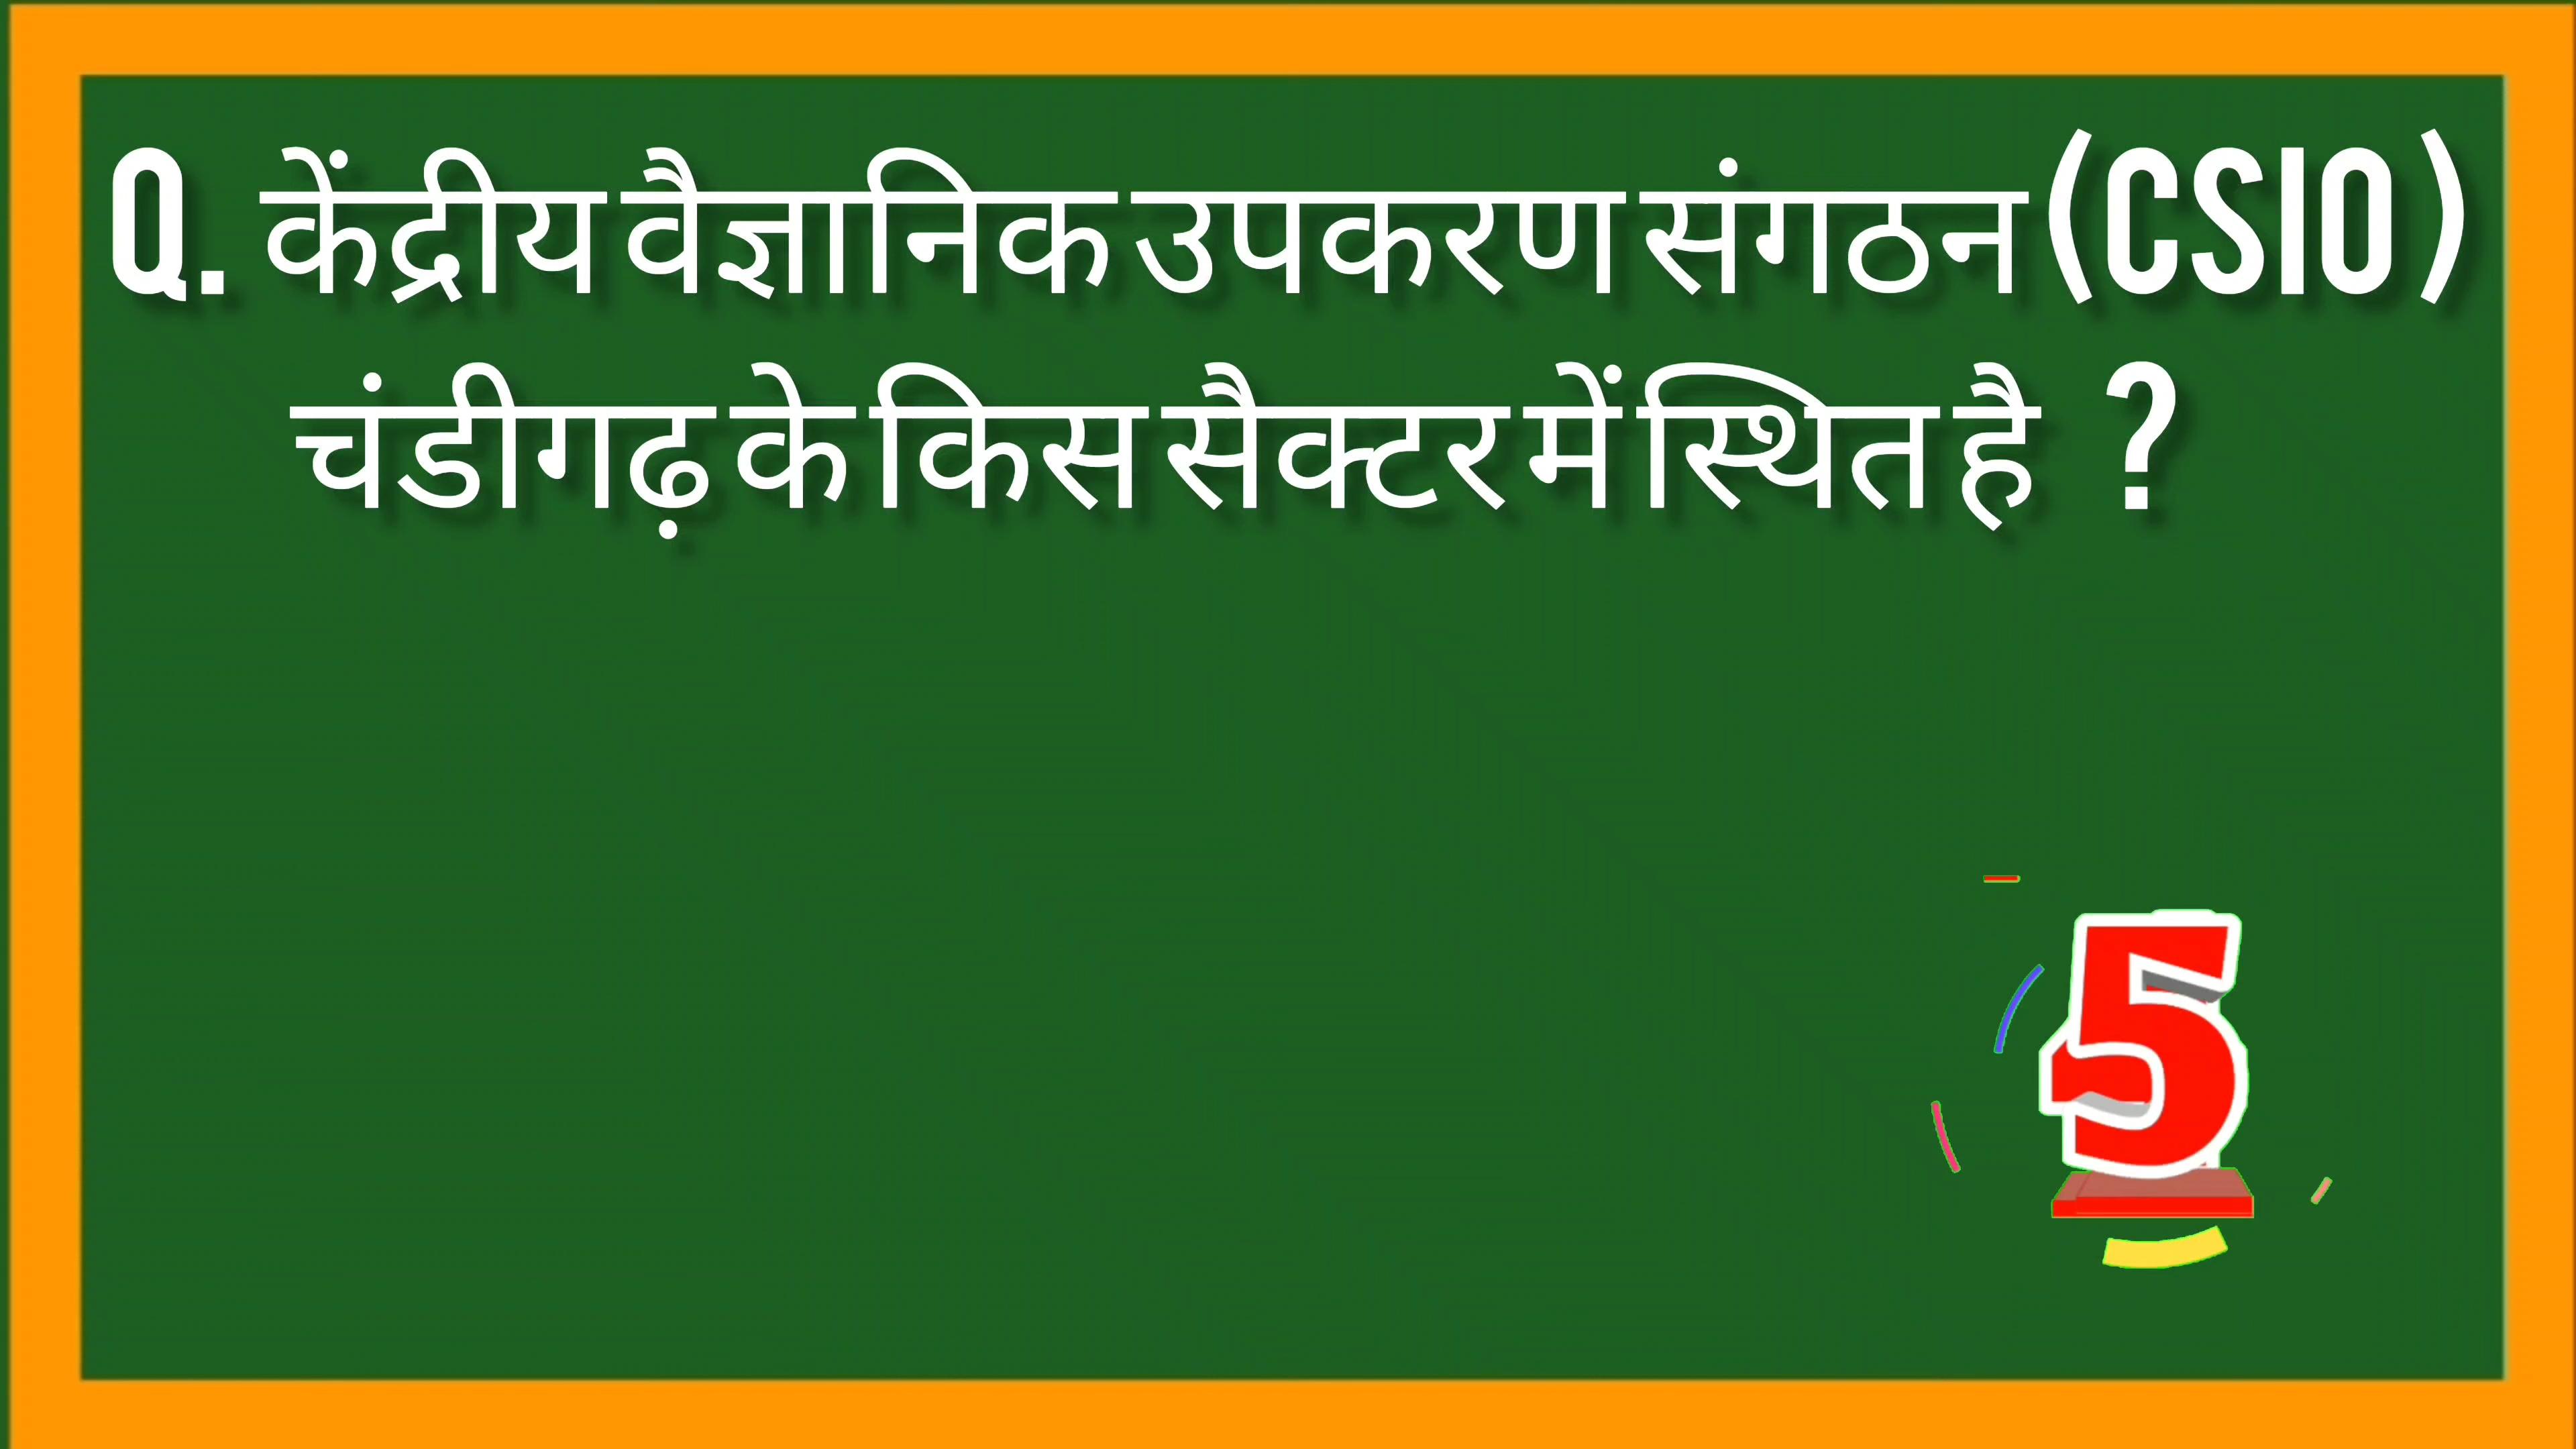 Q. केंद्रीय वैज्ञानिक उपकरण संगठन (CSIO)
चंडीगढ़ के किस सैक्टर में स्थित है ?
5